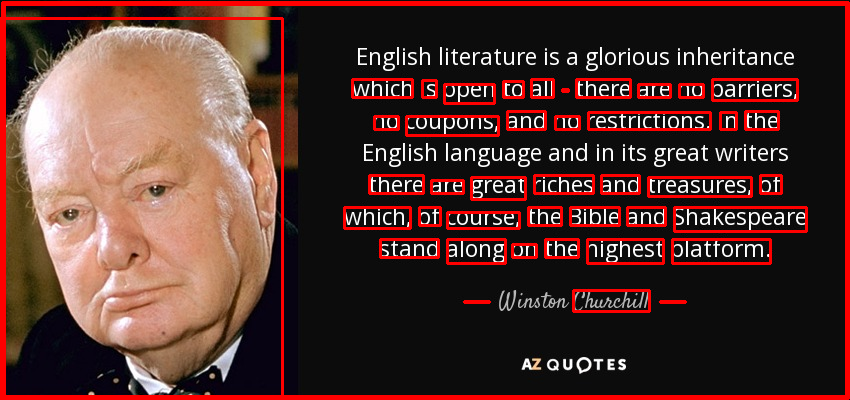 English literature is a glorious inheritance
which is open to all - there are no barriers,
no coupons, and no restrictions. In the
English language and in its great writers
there are great riches and treasures, of
which, of course, the Bible and Shakespeare
stand along on the highest platform.
Winston Churchill
AZ QUOTES